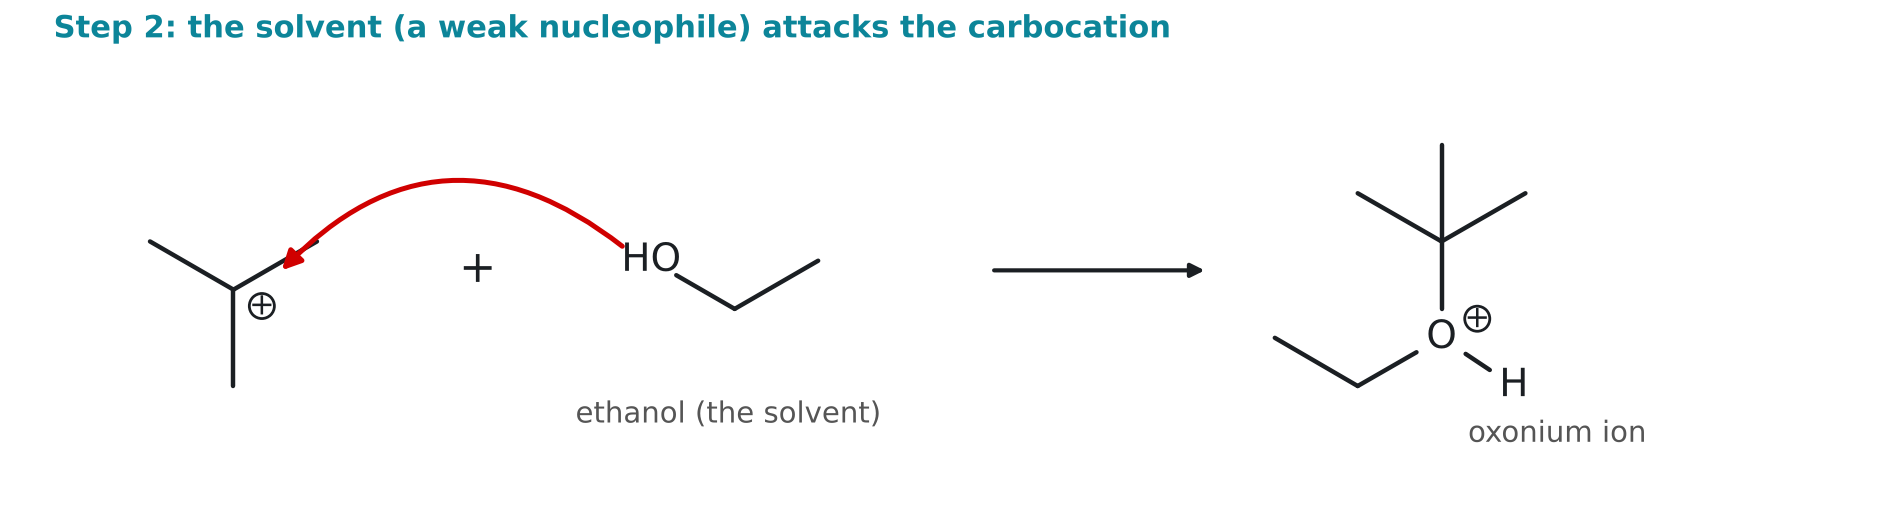 Step 2: the solvent (a weak nucleophile) attacks the carbocation
⊕
+
HO
ethanol (the solvent)
O ⊕
H
oxonium ion